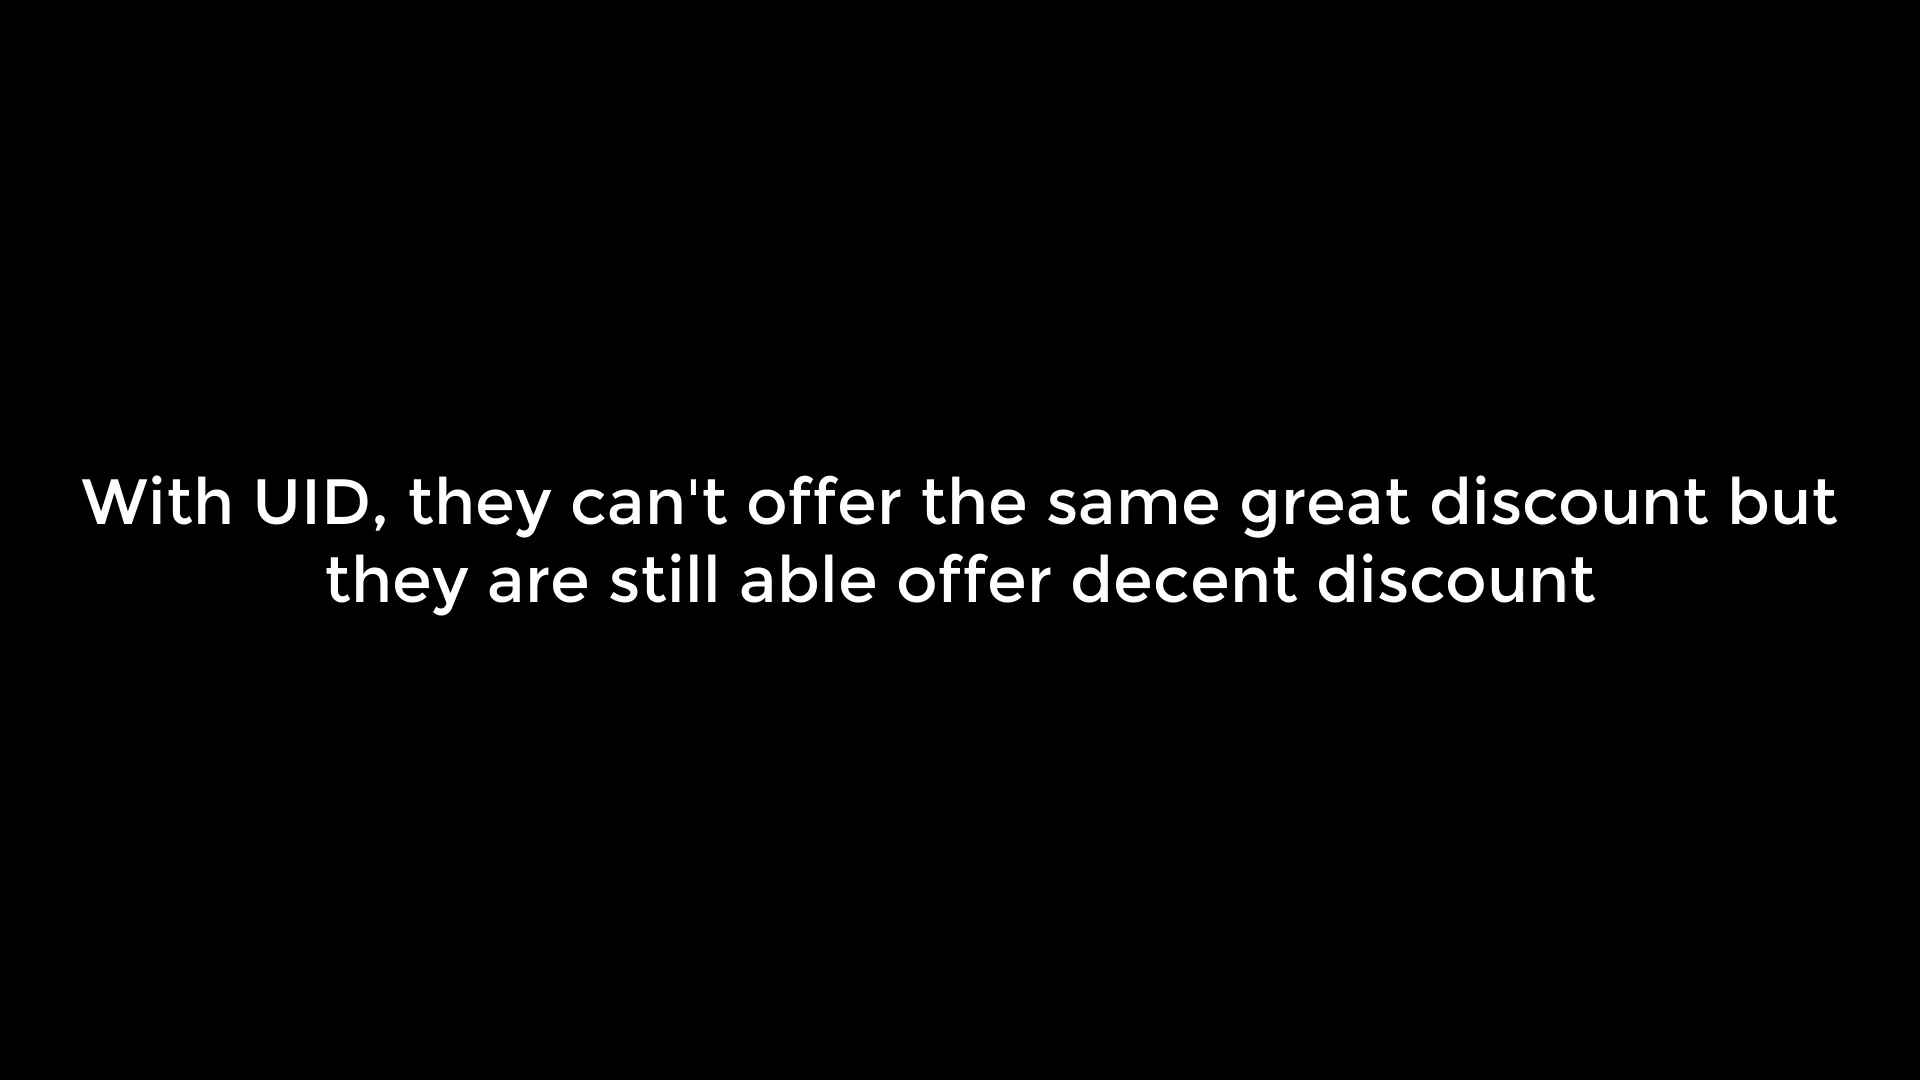 With UID, they can't offer the same great discount but
they are still able offer decent discount